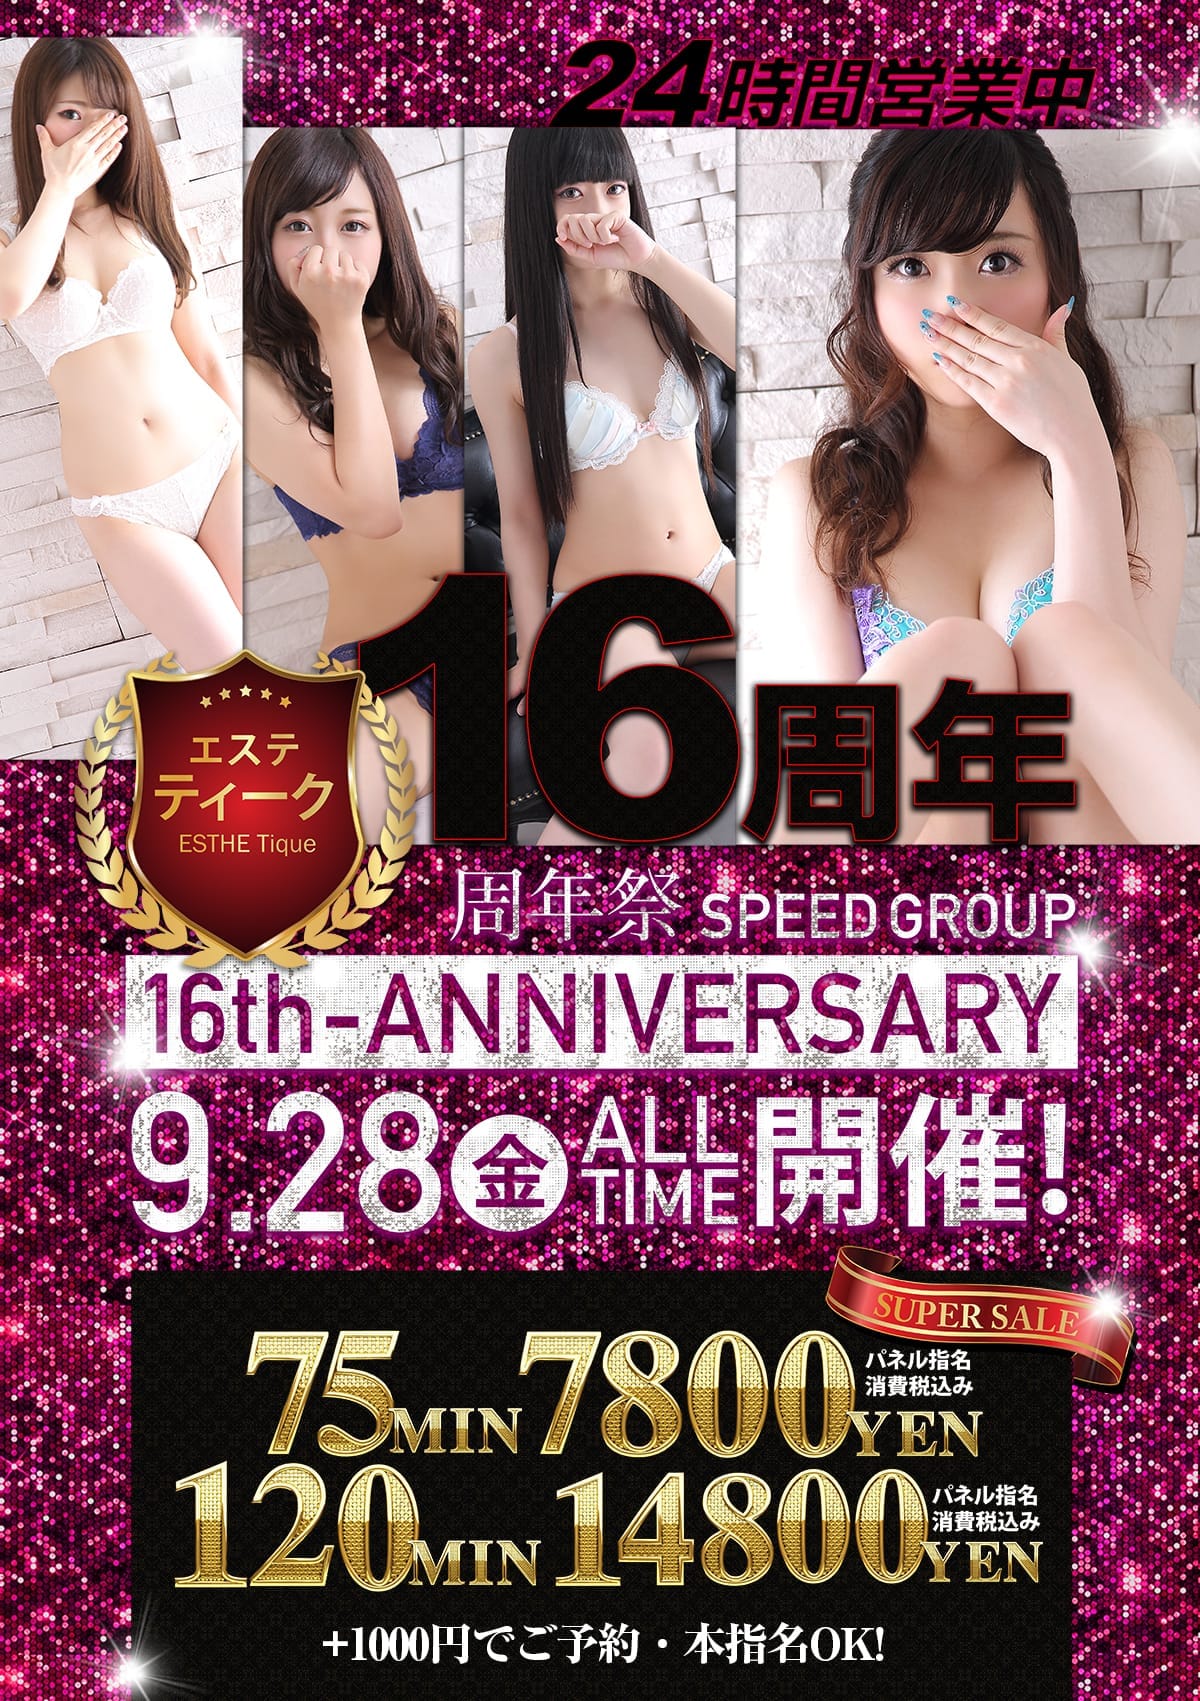 24時間営業中
16周年
エステ
ティーク
ESTHE Tique
周年祭 SPEED GROUP
16th-ANNIVERSARY
9.28㊎ ALL TIME 開催!
SUPER SALE
75MIN 7800YEN
パネル指名
消費税込み
120MIN 14800YEN
パネル指名
消費税込み
+1000円でご予約・本指名OK!